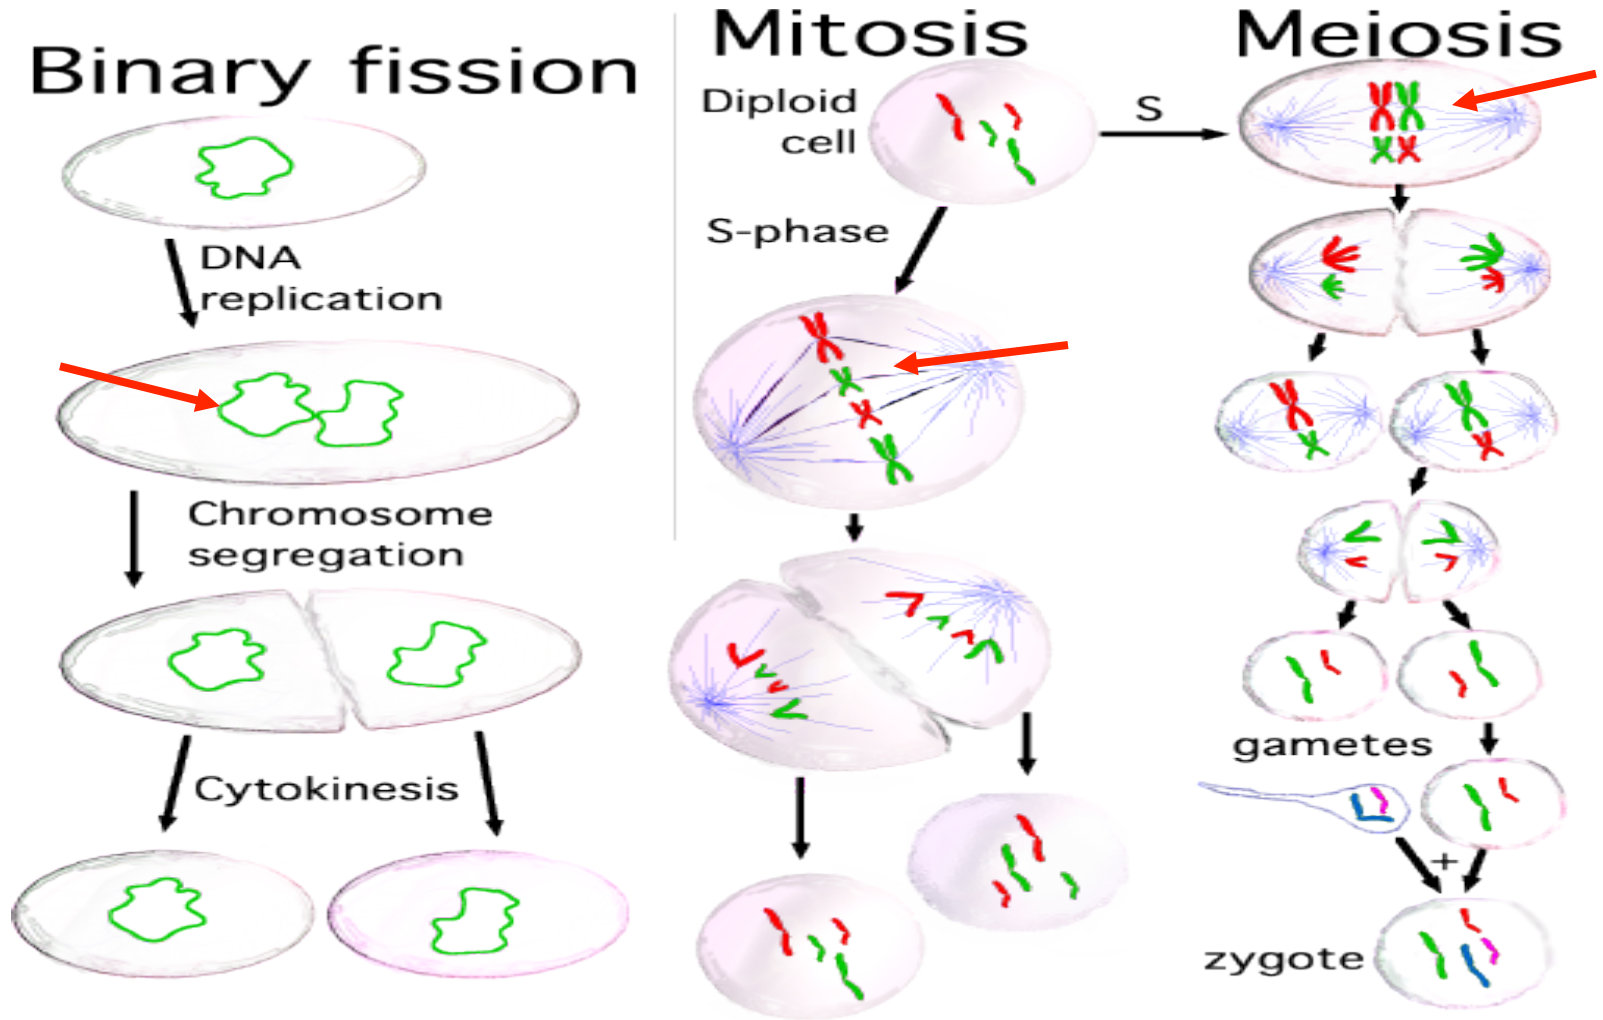 Binary fission
DNA
replication
Chromosome
segregation
Cytokinesis
Mitosis
Diploid
cell
S
S-phase
Meiosis
gametes
+
zygote